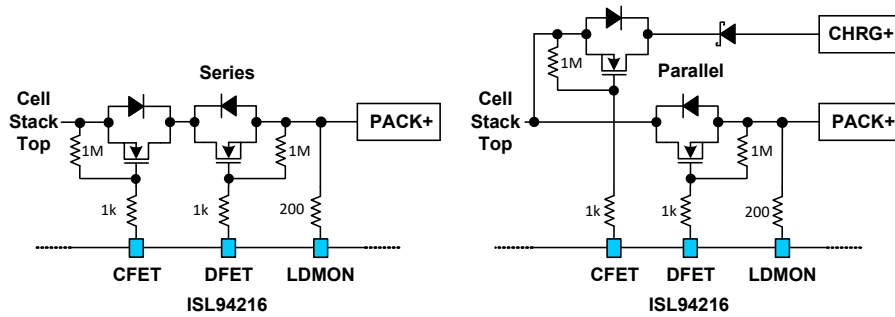 Series
Cell
Stack
Top
1M
1M
PACK+
1k
1k
200
CFET
DFET
LDMON
ISL94216
CHRG+
1M
Parallel
Cell
Stack
Top
PACK+
1M
1k
1k
200
CFET
DFET
LDMON
ISL94216